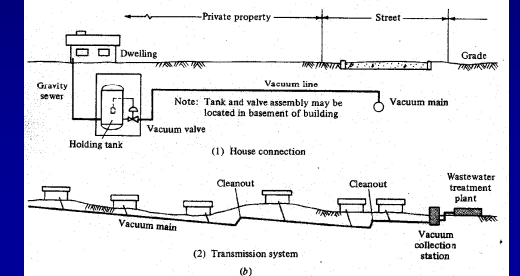 Private property
Street
Dwelling
Grade
Gravity
sewer
Vacuum line
Note: Tank and valve assembly may be
located in basement of building
Vacuum main
Vacuum valve
Holding tank
(1) House connection
Cleanout
Cleanout
Wastewater
treatment
plant
Vacuum main
Vacuum
collection
station
(2) Transmission system
(b)